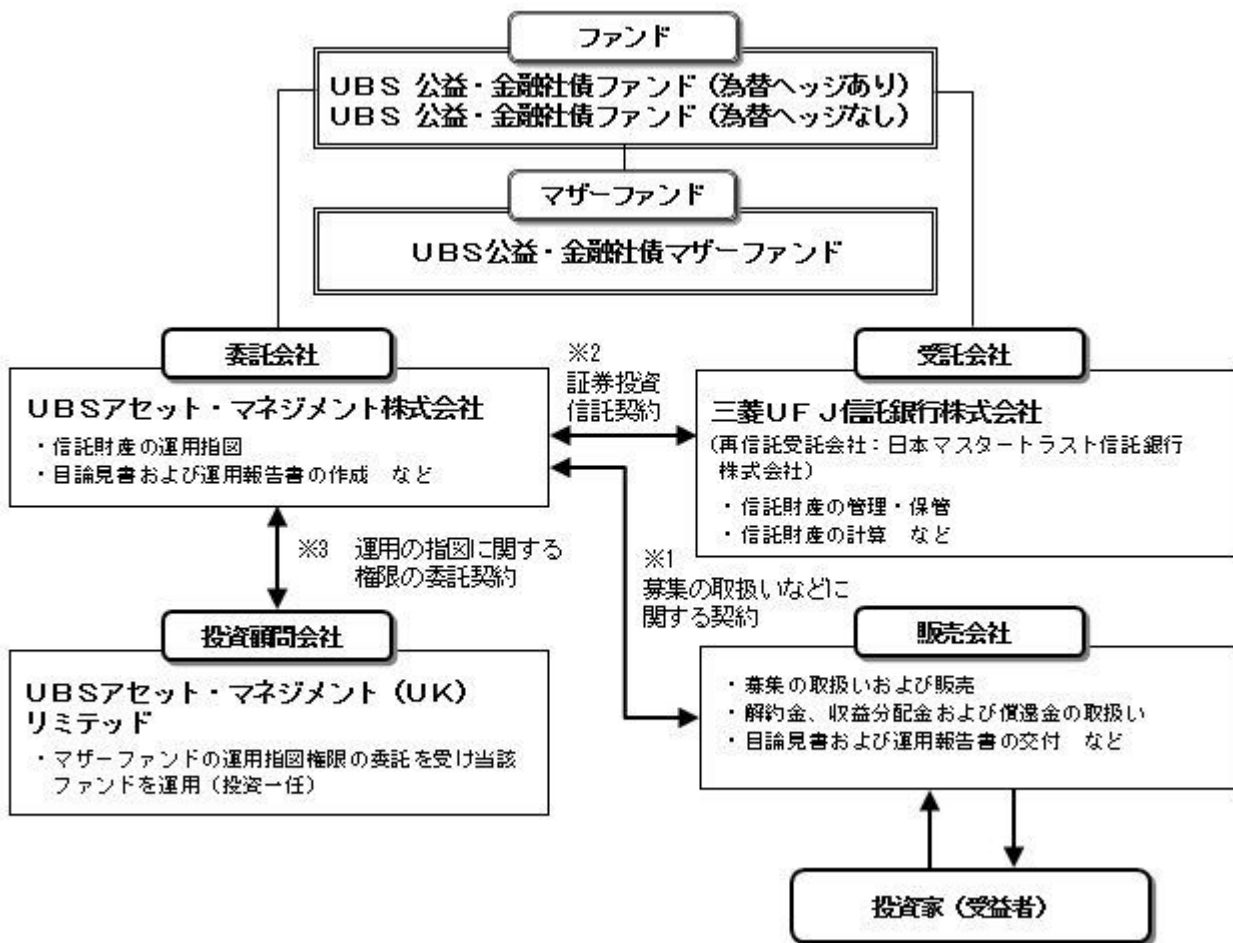 ファンド
UBS 公益・金融社債ファンド(為替ヘッジあり)
UBS 公益・金融社債ファンド(為替ヘッジなし)
マザーファンド
UBS公益・金融社債マザーファンド
委託会社
UBSアセット・マネジメント株式会社
・信託財産の運用指図
・目論見書および運用報告書の作成 など
※2
証券投資
信託契約
受託会社
三菱UFJ信託銀行株式会社
(再信託受託会社:日本マスタートラスト信託銀行
株式会社)
・信託財産の管理・保管
・信託財産の計算 など
※3 運用の指図に関する
権限の委託契約
※1
募集の取扱いなどに
関する契約
投資顧問会社
UBSアセット・マネジメント(UK)
リミテッド
・マザーファンドの運用指図権限の委託を受け当該
ファンドを運用(投資一任)
販売会社
・募集の取扱いおよび販売
・解約金、収益分配金および償還金の取扱い
・目論見書および運用報告書の交付 など
投資家(受益者)